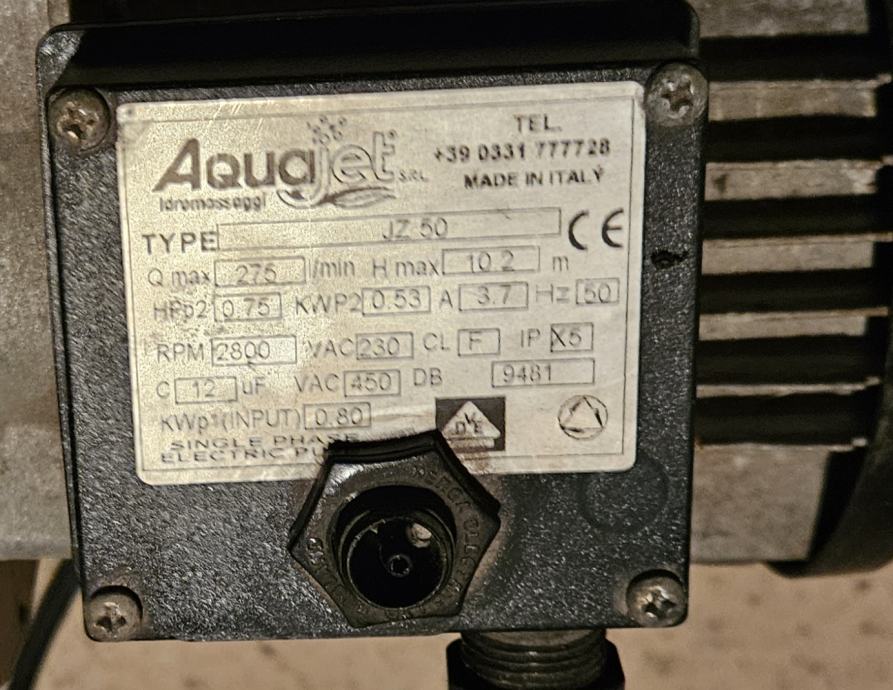 Aquajet S.R.L
Idromassaggi
TEL.
+39 0331 777728
MADE IN ITALY
TYPE JZ 50 CE
Q max 275 l/min H max 10.2 m
HPp2 0.75 KWP2 0.53 A 3.7 Hz 50
RPM 2800 VAC 230 CL F IP X5
C 12 uF VAC 450 DB 9481
KWp1(INPUT) 0.80
DVE
SINGLE PHASE
ELECTRIC